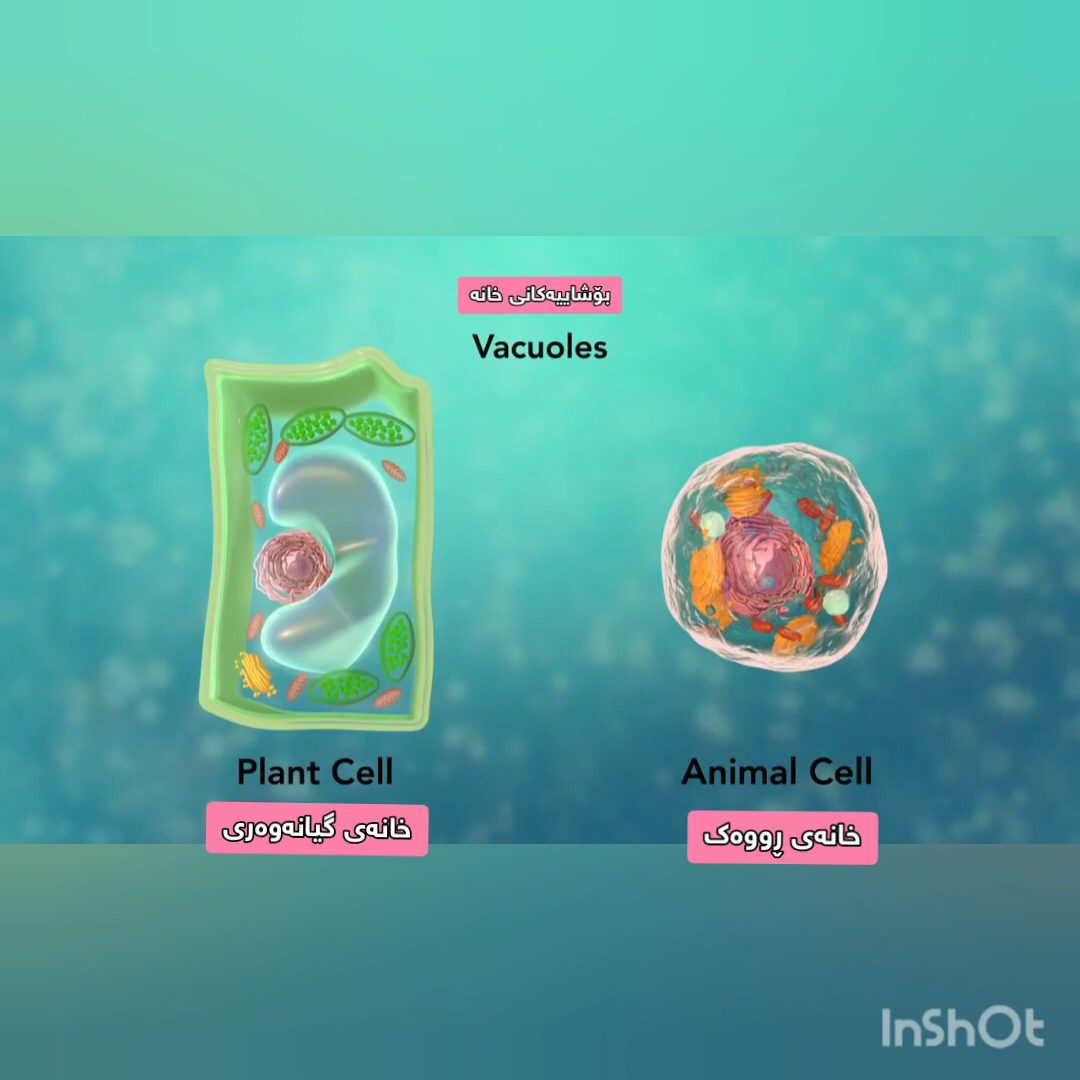 بۆشاییەکانی خانە
Vacuoles
Plant Cell
Animal Cell
خانەی گیانەوەری
خانەی ڕووەک
InShOt